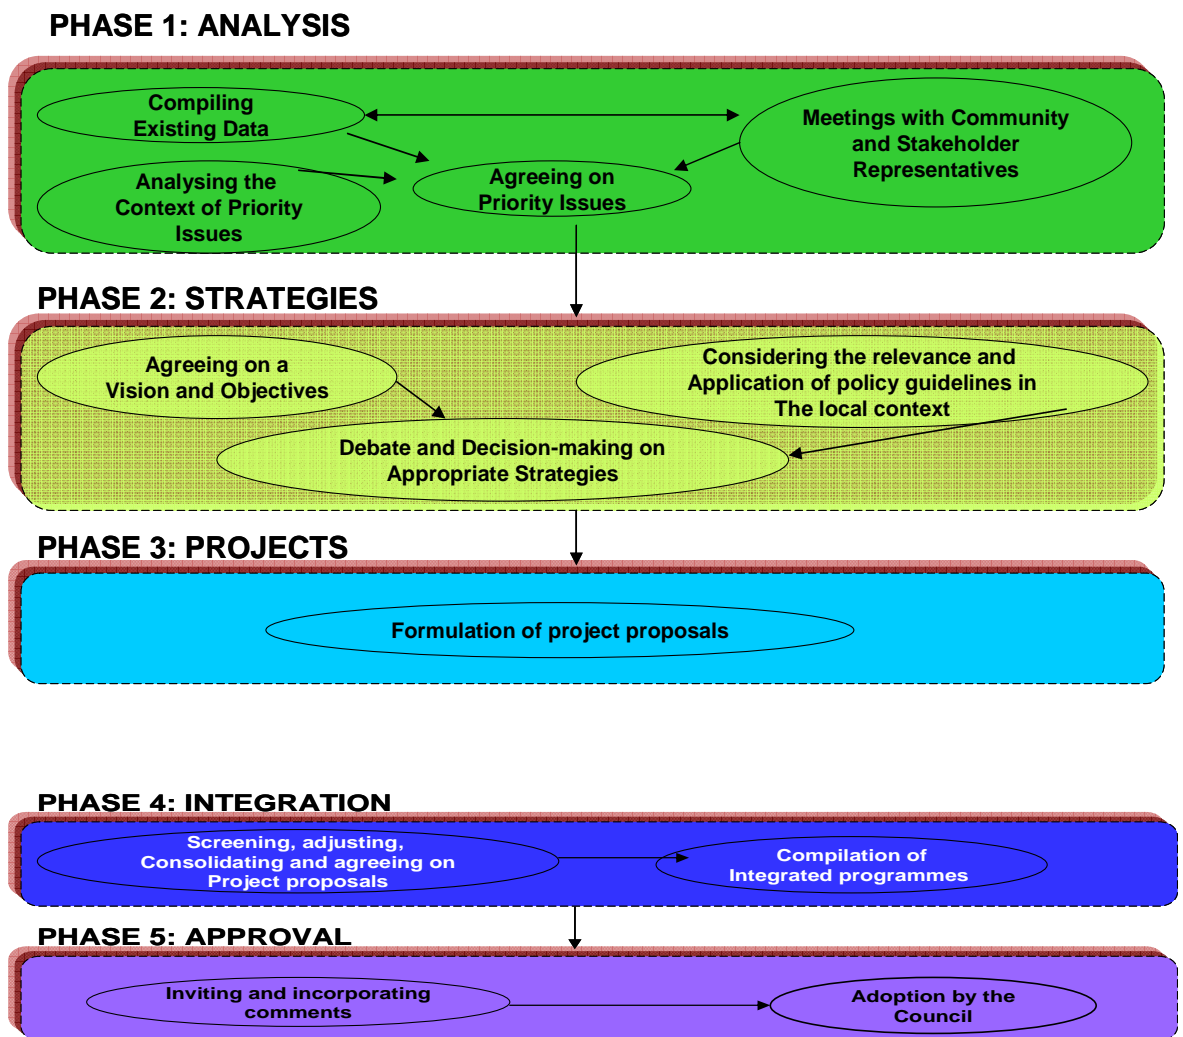 PHASE 1: ANALYSIS
Compiling
Existing Data
Meetings with Community
and Stakeholder
Representatives
Analysing the
Context of Priority
Issues
Agreeing on
Priority Issues
PHASE 2: STRATEGIES
Agreeing on a
Vision and Objectives
Considering the relevance and
Application of policy guidelines in
The local context
Debate and Decision-making on
Appropriate Strategies
PHASE 3: PROJECTS
Formulation of project proposals
PHASE 4: INTEGRATION
Screening, adjusting,
Consolidating and agreeing on
Project proposals
Compilation of
Integrated programmes
PHASE 5: APPROVAL
Inviting and incorporating
comments
Adoption by the
Council